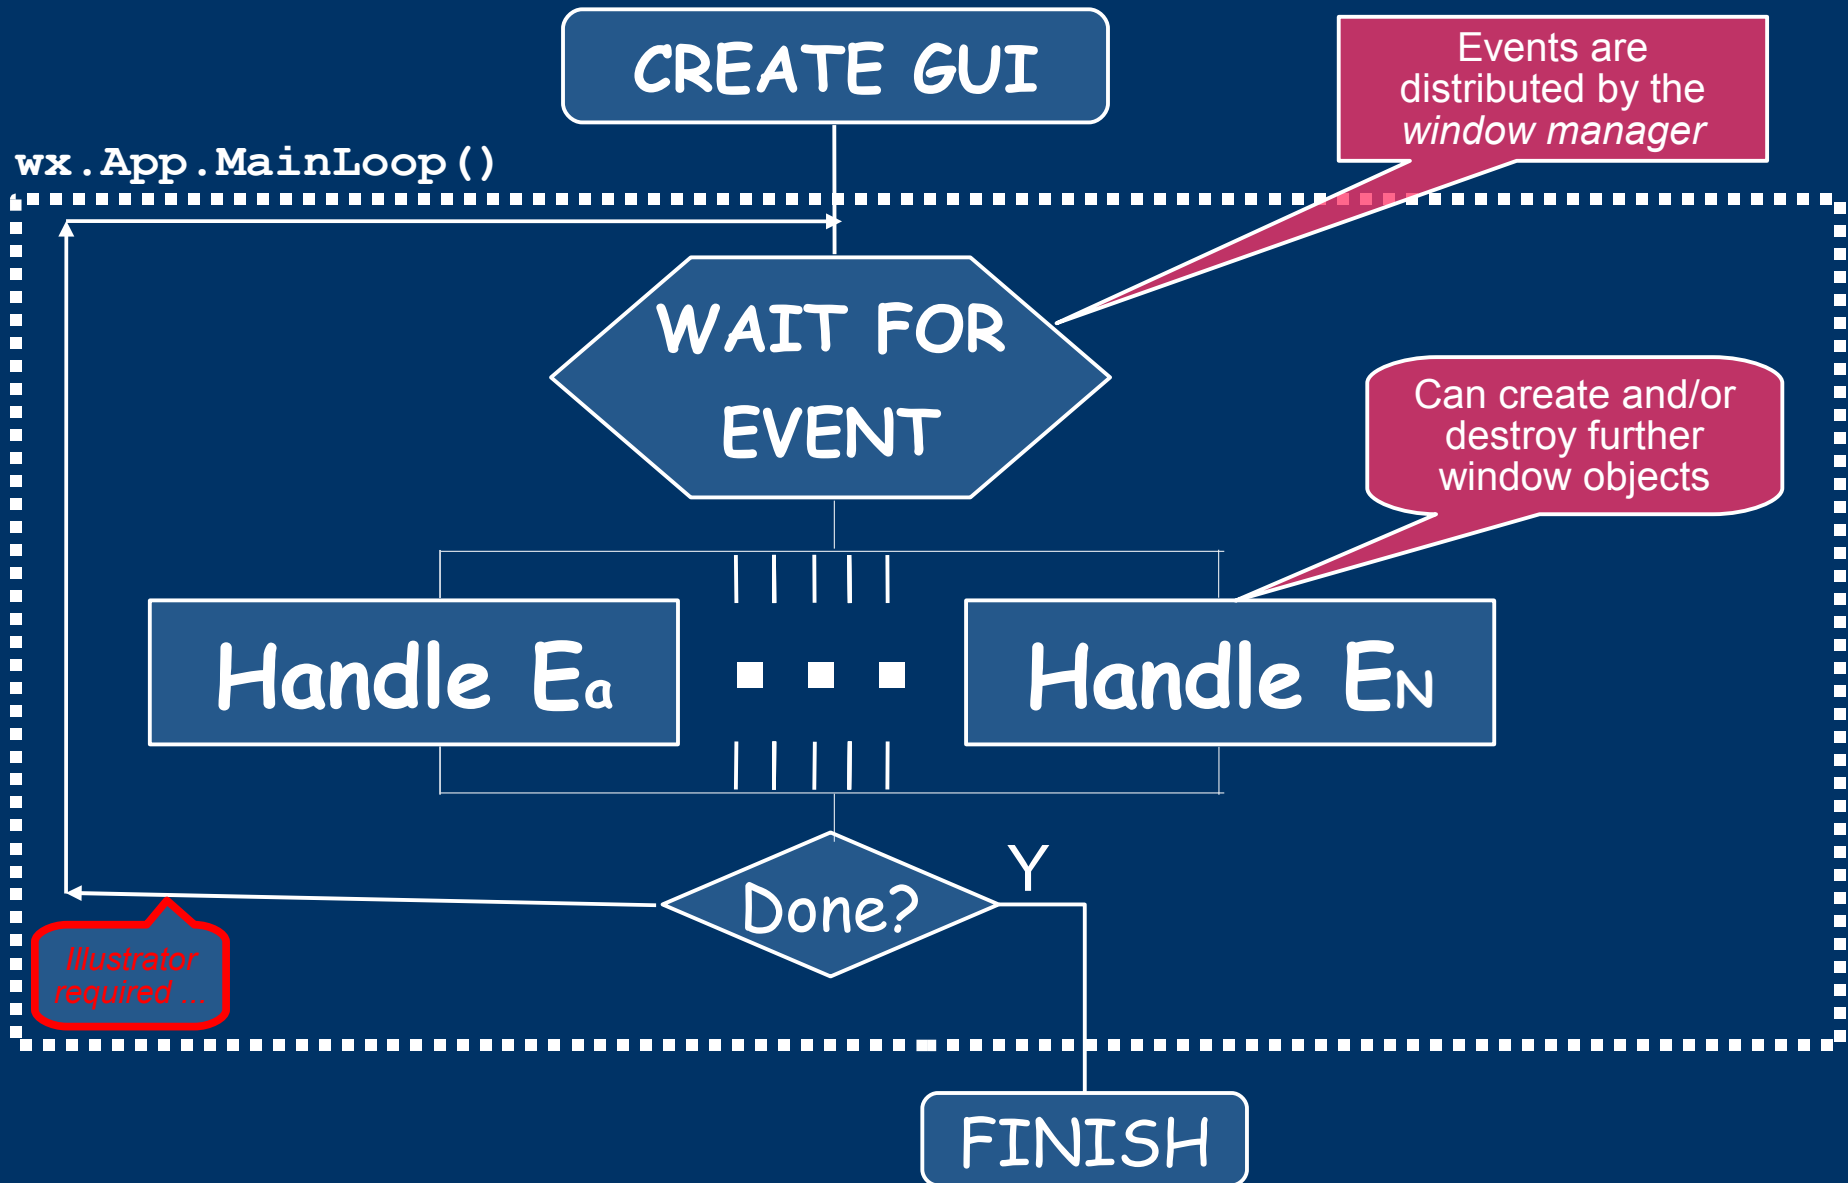 CREATE GUI
Events are
distributed by the
window manager
wx.App.MainLoop()
WAIT FOR
EVENT
Can create and/or
destroy further
window objects
Handle Ea
Handle EN
Done?
Y
Illustrator
required ...
FINISH